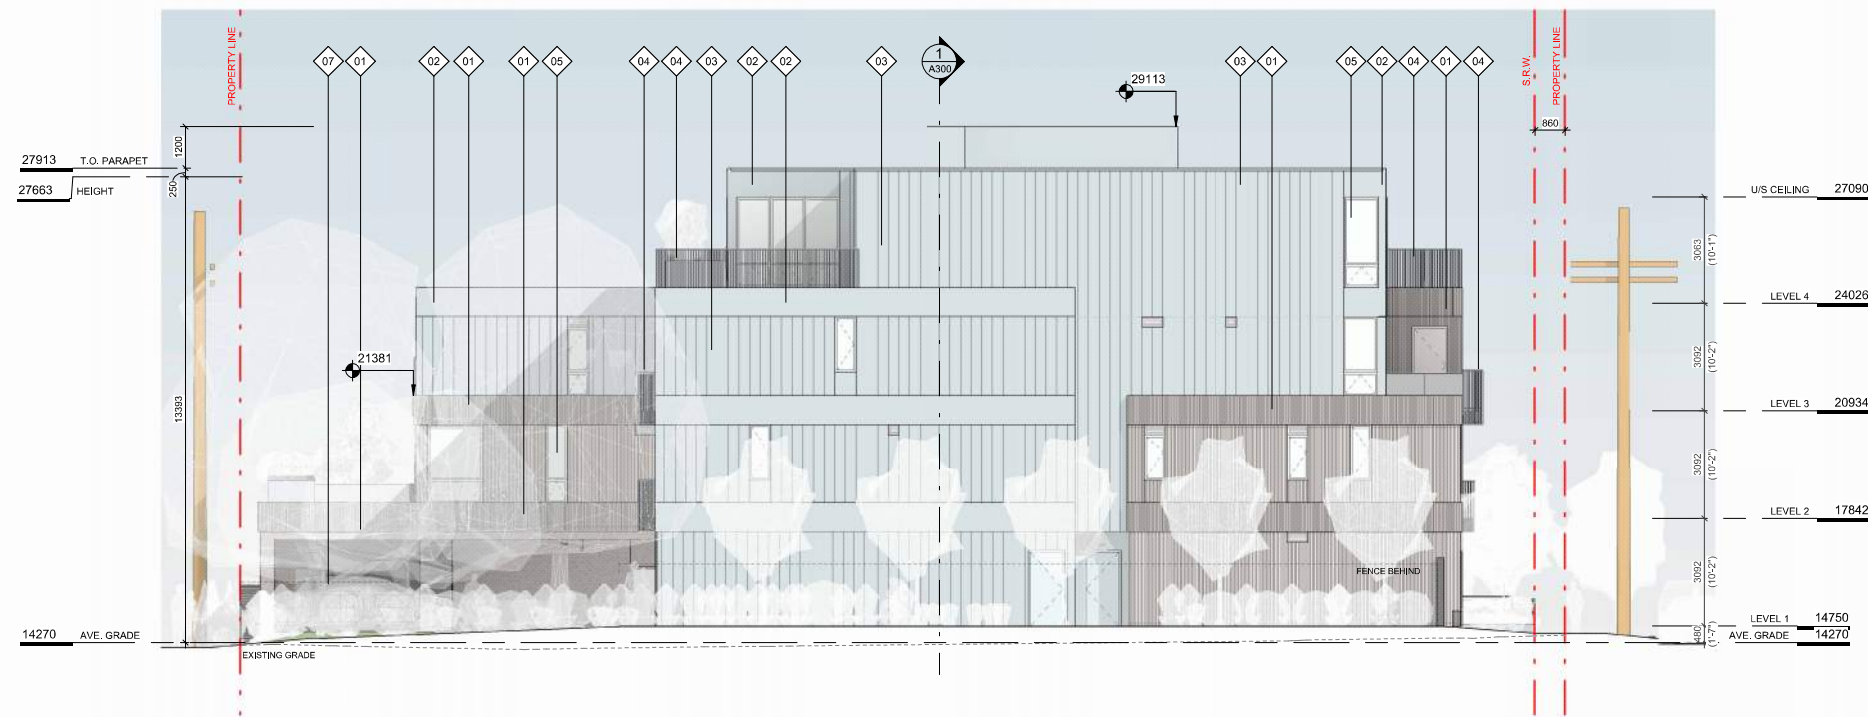 PROPERTY LINE
07 01 02 01 01 05 04 04 03 02 02 03
1
A300
03 01 05 02 04 01 04
S.R.W.
PROPERTY LINE
29113
860
1200
27913 T.O. PARAPET
250
27663 HEIGHT
U/S CEILING 27090
3063
(10'-1")
LEVEL 4 24026
21381
3092
(10'-2")
13393
LEVEL 3 20934
3092
(10'-2")
LEVEL 2 17842
3092
(10'-2")
FENCE BEHIND
LEVEL 1 14750
480
(1'-7")
14270 AVE. GRADE
AVE. GRADE 14270
EXISTING GRADE